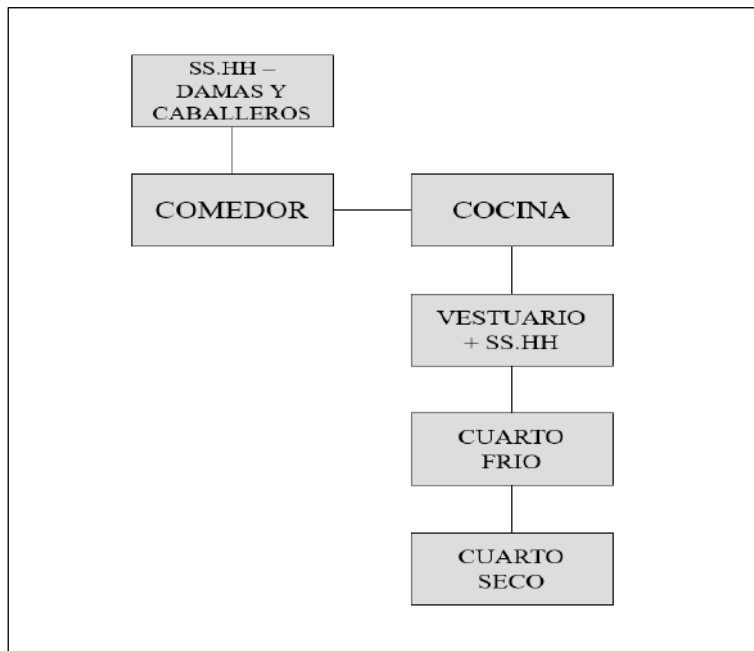 SS.HH –
DAMAS Y
CABALLEROS
COMEDOR
COCINA
VESTUARIO
+ SS.HH
CUARTO
FRIO
CUARTO
SECO